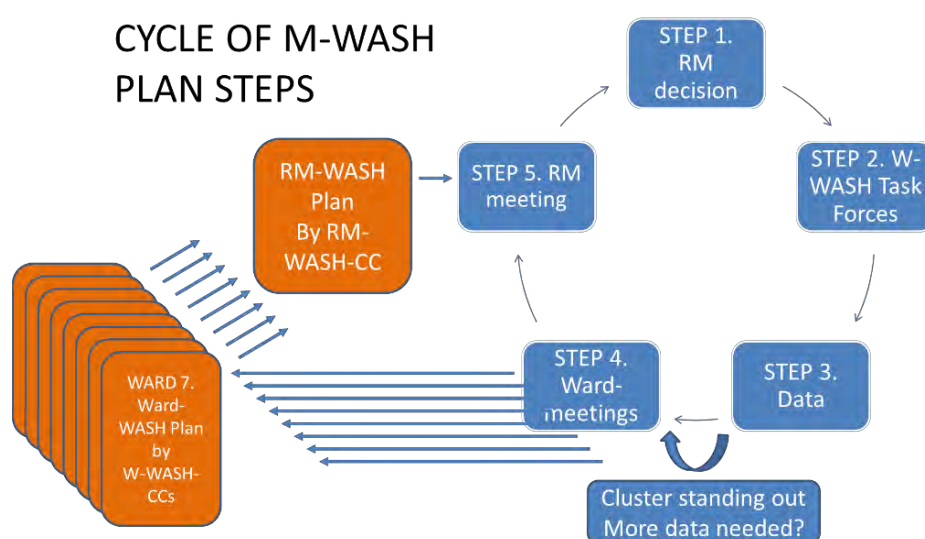 CYCLE OF M-WASH
PLAN STEPS
STEP 1.
RM
decision
STEP 2. W-
WASH Task
Forces
STEP 3.
Data
STEP 4.
Ward-
meetings
STEP 5. RM
meeting
RM-WASH
Plan
By RM-
WASH-CC
WARD 7.
Ward-
WASH Plan
by
W-WASH-
CCs
Cluster standing out
More data needed?